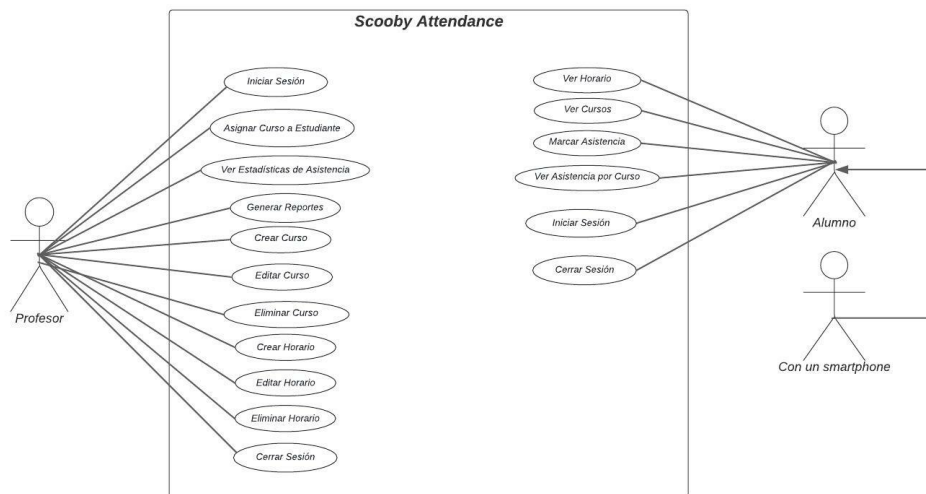 Scooby Attendance
Iniciar Sesión
Asignar Curso a Estudiante
Ver Estadísticas de Asistencia
Generar Reportes
Crear Curso
Editar Curso
Eliminar Curso
Crear Horario
Editar Horario
Eliminar Horario
Cerrar Sesión
Profesor
Ver Horario
Ver Cursos
Marcar Asistencia
Ver Asistencia por Curso
Iniciar Sesión
Cerrar Sesión
Alumno
Con un smartphone